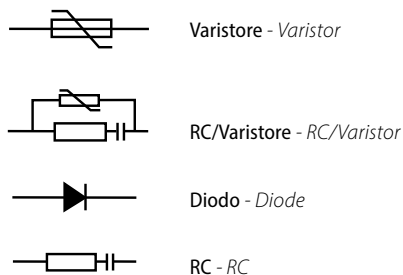 Varistore - Varistor
RC/Varistore - RC/Varistor
Diodo - Diode
RC - RC